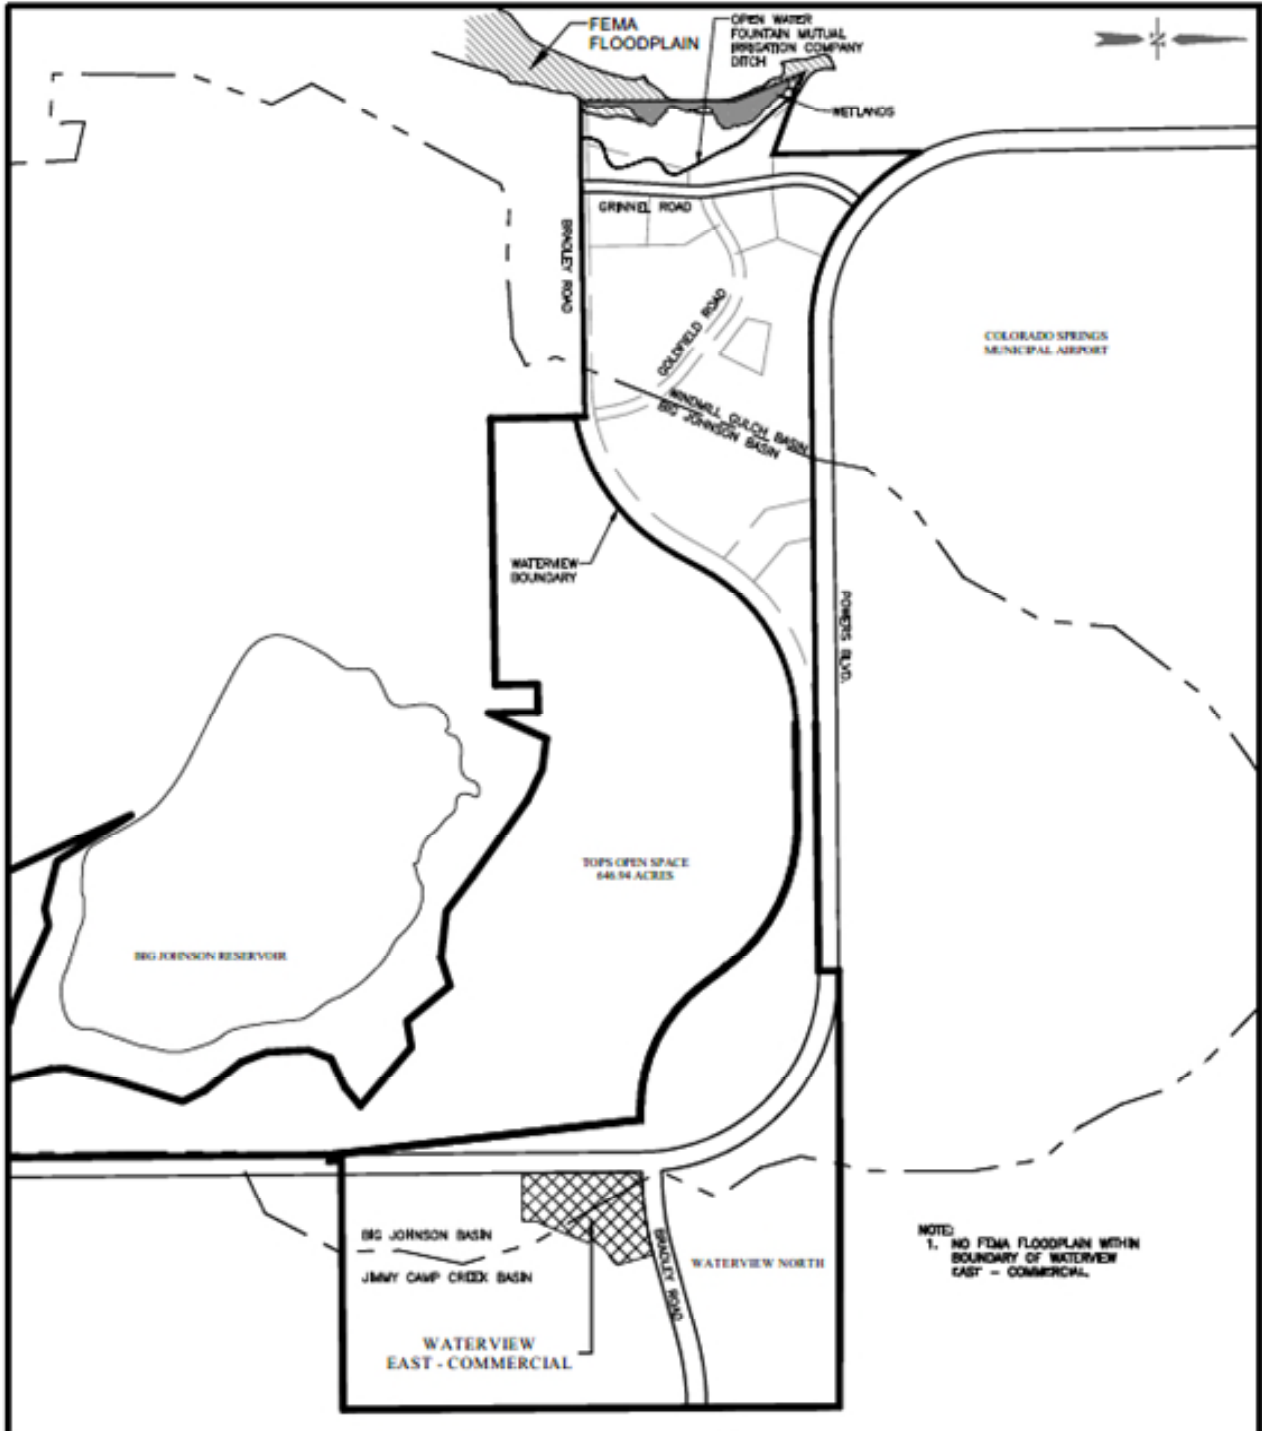 FEMA
FLOODPLAIN
OPEN WATER
FOUNTAIN MUTUAL
IRRIGATION COMPANY
DITCH
N
WETLANDS
GRINNEL ROAD
BRADLEY ROAD
GOLDFIELD ROAD
COLORADO SPRINGS
MUNICIPAL AIRPORT
WINDMILL GULCH BASIN
BIG JOHNSON BASIN
WATERVIEW
BOUNDARY
POWERS BLVD.
TOPS OPEN SPACE
646.94 ACRES
BIG JOHNSON RESERVOIR
BIG JOHNSON BASIN
JIMMY CAMP CREEK BASIN
BRADLEY ROAD
WATERVIEW NORTH
WATERVIEW
EAST - COMMERCIAL
NOTE:
1. NO FEMA FLOODPLAIN WITHIN
BOUNDARY OF WATERVIEW
EAST – COMMERCIAL.